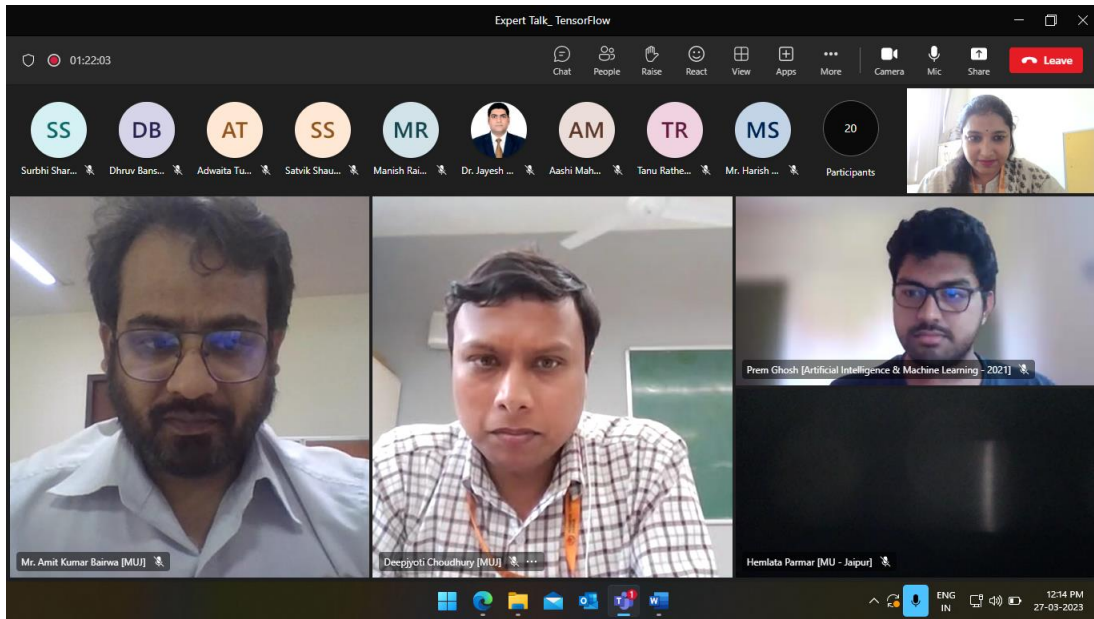 Expert Talk_ TensorFlow
01:22:03
Chat People Raise React View Apps More Camera Mic Share Leave
SS DB AT SS MR AM TR MS 20
Surbhi Shar... Dhruv Bans... Adwaita Tu... Satvik Shau... Manish Rai... Dr. Jayesh ... Aashi Mah... Tanu Rathe... Mr. Harish ... Participants
Prem Ghosh [Artificial Intelligence & Machine Learning - 2021]
Mr. Amit Kumar Bairwa [MUJ] Deepjyoti Choudhury [MUJ] ... Hemlata Parmar [MU - Jaipur]
1
ENG 12:14 PM
IN 27-03-2023